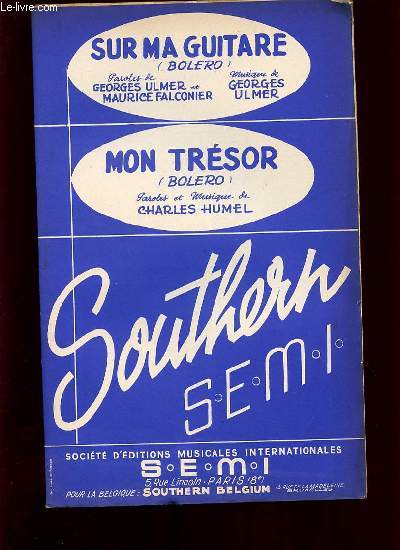 Le-livre.com
SUR MA GUITARE
(BOLERO)
Paroles de Musique de
GEORGES ULMER et GEORGES
MAURICE FALCONIER ULMER
MON TRÉSOR
(BOLERO)
Paroles et Musique de
CHARLES HUMEL
Southern
S.E.M.I.
SOCIÉTÉ D'ÉDITIONS MUSICALES INTERNATIONALES
S.E.M.I
5, Rue Lincoln - PARIS (8e)
POUR LA BELGIQUE: SOUTHERN BELGIUM
BRUXELLES